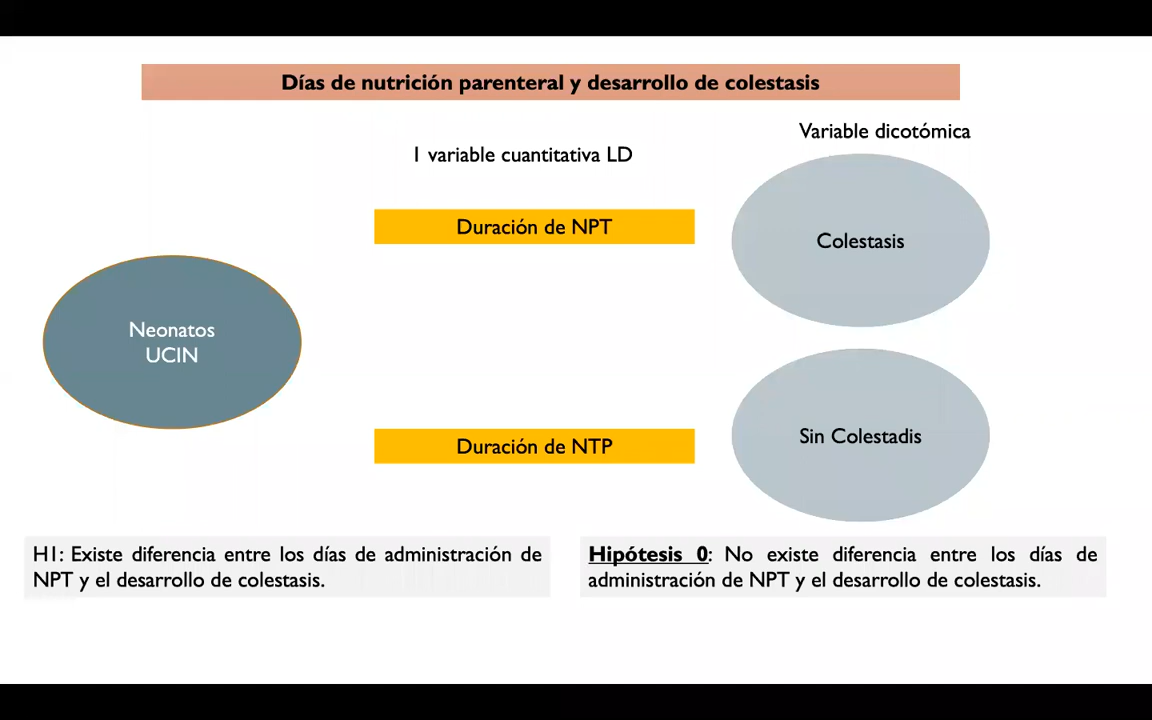 Días de nutrición parenteral y desarrollo de colestasis
Variable dicotómica
1 variable cuantitativa LD
Duración de NPT
Colestasis
Neonatos
UCIN
Duración de NTP
Sin Colestadis
H1: Existe diferencia entre los días de administración de
NPT y el desarrollo de colestasis.
Hipótesis 0: No existe diferencia entre los días de
administración de NPT y el desarrollo de colestasis.